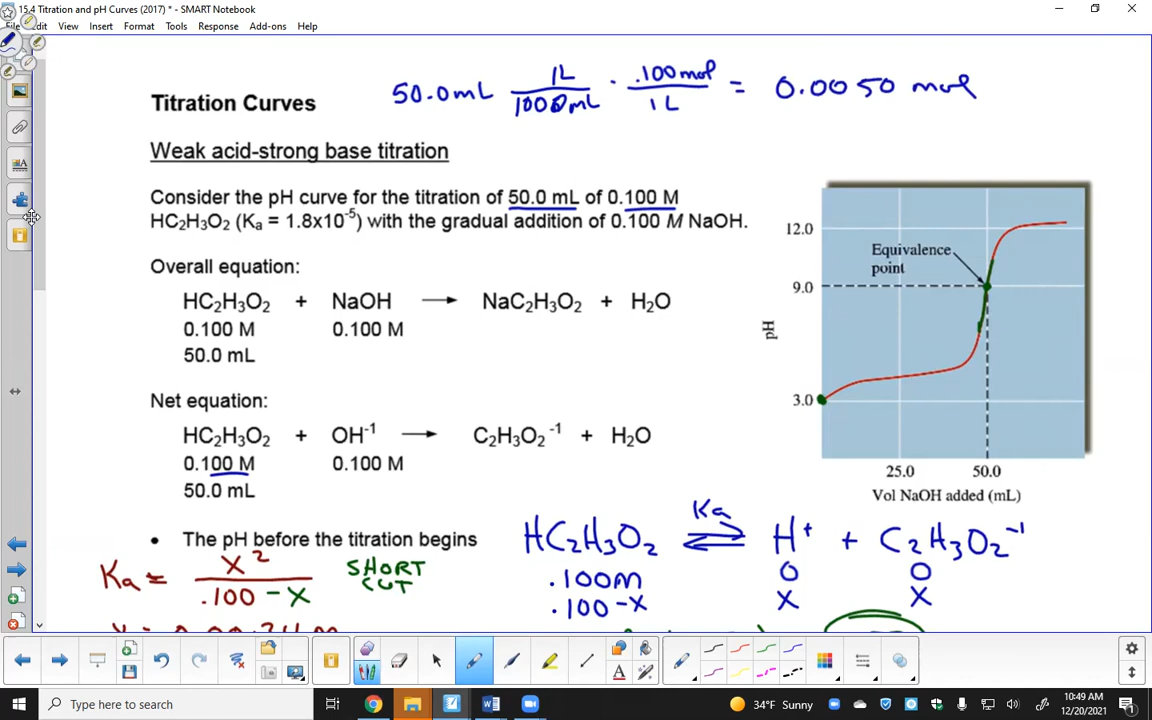 15.4 Titration and pH Curves (2017) * - SMART Notebook
File Edit View Insert Format Tools Response Add-ons Help
50.0mL 1L/1000mL · .100mol/1L = 0.0050 mol
Titration Curves
Weak acid-strong base titration
Consider the pH curve for the titration of 50.0 mL of 0.100 M
HC₂H₃O₂ (Kₐ = 1.8x10⁻⁵) with the gradual addition of 0.100 M NaOH.
Overall equation:
HC₂H₃O₂ + NaOH → NaC₂H₃O₂ + H₂O
0.100 M 0.100 M
50.0 mL
Net equation:
HC₂H₃O₂ + OH⁻¹ → C₂H₃O₂⁻¹ + H₂O
0.100 M 0.100 M
50.0 mL
12.0
Equivalence
point
9.0
pH
3.0
25.0 50.0
Vol NaOH added (mL)
• The pH before the titration begins
Ka
HC₂H₃O₂ ⇌ H⁺ + C₂H₃O₂⁻¹
.100M 0 0
.100-x x x
Ka = x²/.100-x
SHORT
CUT
Type here to search
34°F Sunny
10:49 AM
12/20/2021
1